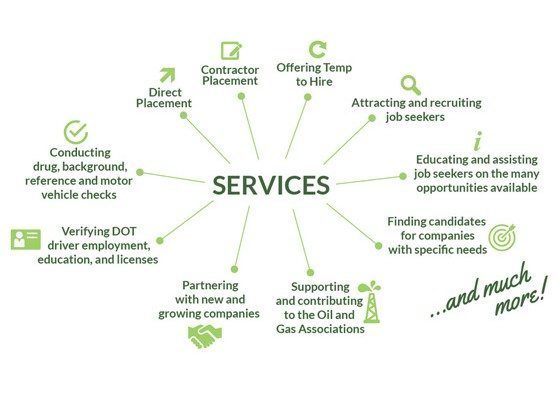 Contractor
Placement
Offering Temp
to Hire
Direct
Placement
Attracting and recruiting
job seekers
i
Conducting
drug, background,
reference and motor
vehicle checks
Educating and assisting
job seekers on the many
opportunities available
SERVICES
Verifying DOT
driver employment,
education, and licenses
Finding candidates
for companies
with specific needs
Partnering
with new and
growing companies
Supporting
and contributing
to the Oil and
Gas Associations
...and much
more!